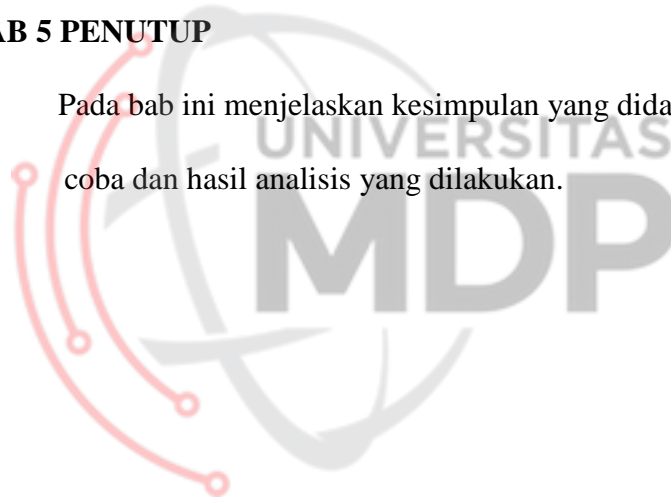 AB 5 PENUTUP
Pada bab ini menjelaskan kesimpulan yang dida
UNIVERSITAS
coba dan hasil analisis yang dilakukan.
MDP